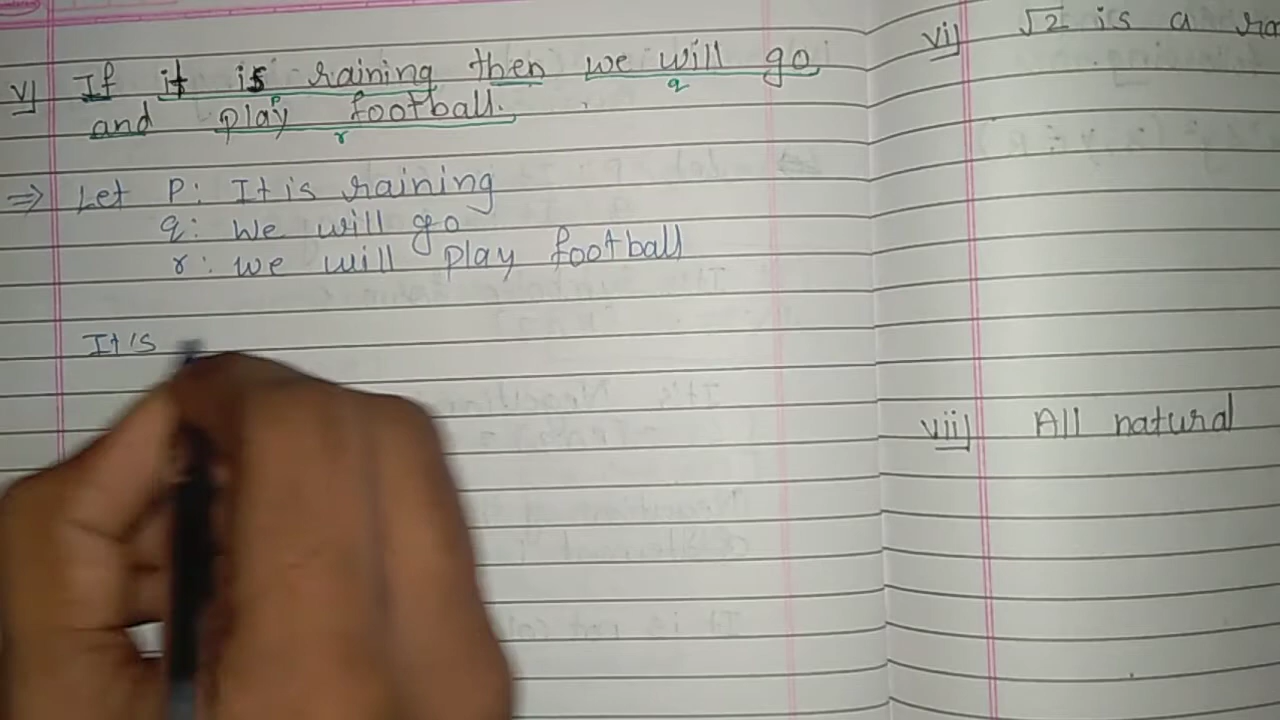 v) If it is raining then we will go
p
q
and play football.
r
⇒ Let P: It is raining
q: We will go
r: we will play football
It's
vi) √2 is a
vii) All natural